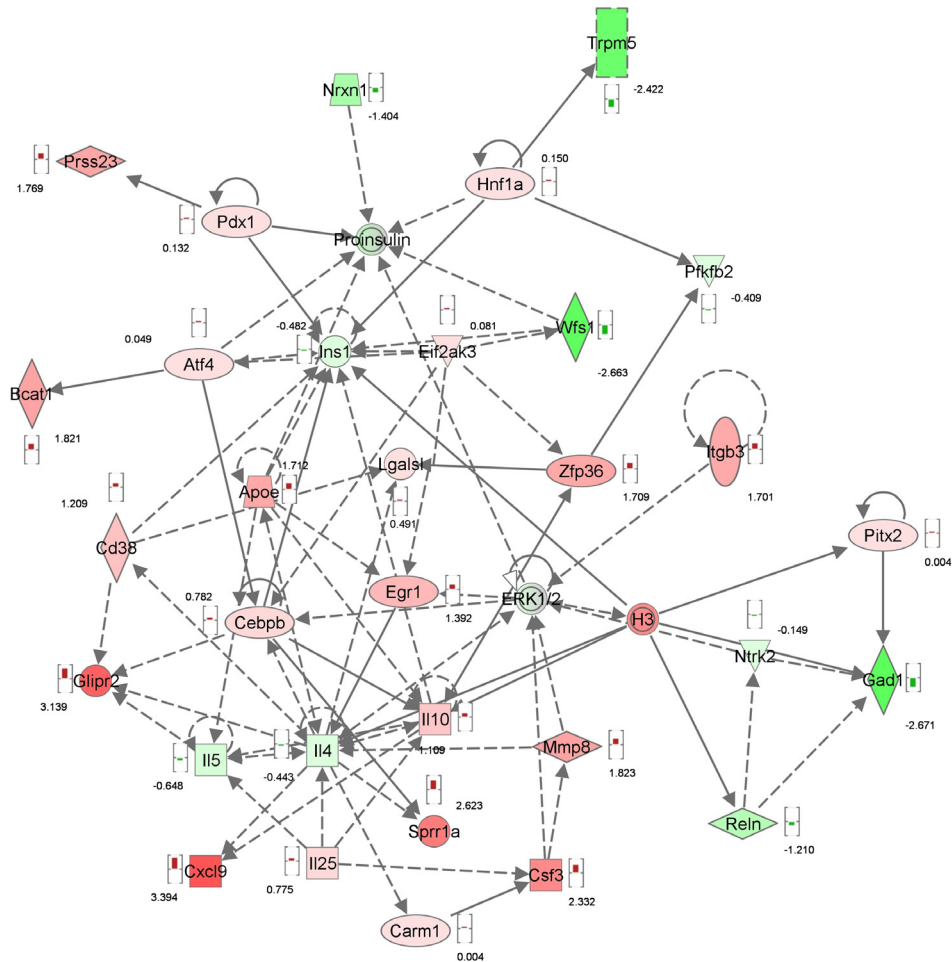 Trpm5
-2.422
Nrxn1
-1.404
Prss23
1.769
0.150
Hnf1a
Pdx1
0.132
Proinsulin
Pfkfb2
-0.409
Wfs1
-2.663
0.049
-0.482
0.081
Atf4
Ins1
Eif2ak3
Bcat1
1.821
1.209
Apoe
1.712
Lgalsl
0.491
Zfp36
1.709
Itgb3
1.701
Cd38
Pitx2
0.004
0.782
Cebpb
Egr1
1.392
ERK1/2
H3
-0.149
Ntrk2
Gad1
-2.671
Glipr2
3.139
Il5
-0.648
Il4
-0.443
Il10
1.109
Mmp8
1.823
2.623
Sprr1a
Reln
-1.210
Cxcl9
3.394
Il25
0.775
Csf3
2.332
Carm1
0.004